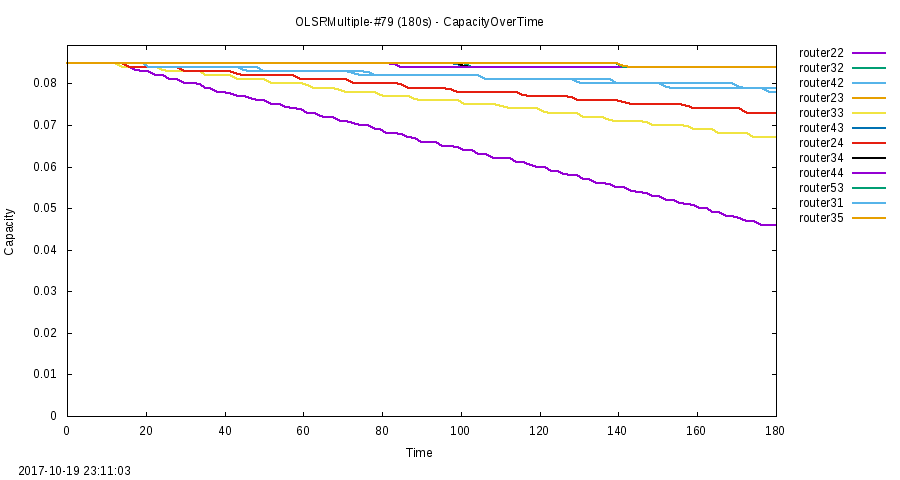 OLSRMultiple-#79 (180s) - CapacityOverTime
router22
router32
router42
router23
router33
router43
router24
router34
router44
router53
router31
router35
0.08
0.07
0.06
0.05
0.04
0.03
0.02
0.01
0
Capacity
0 20 40 60 80 100 120 140 160 180
Time
2017-10-19 23:11:03